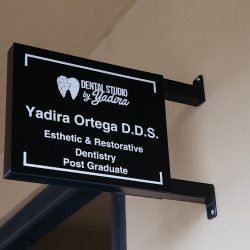 DENTAL STUDIO
by Yadira
Yadira Ortega D.D.S.
Esthetic & Restorative
Dentistry
Post Graduate